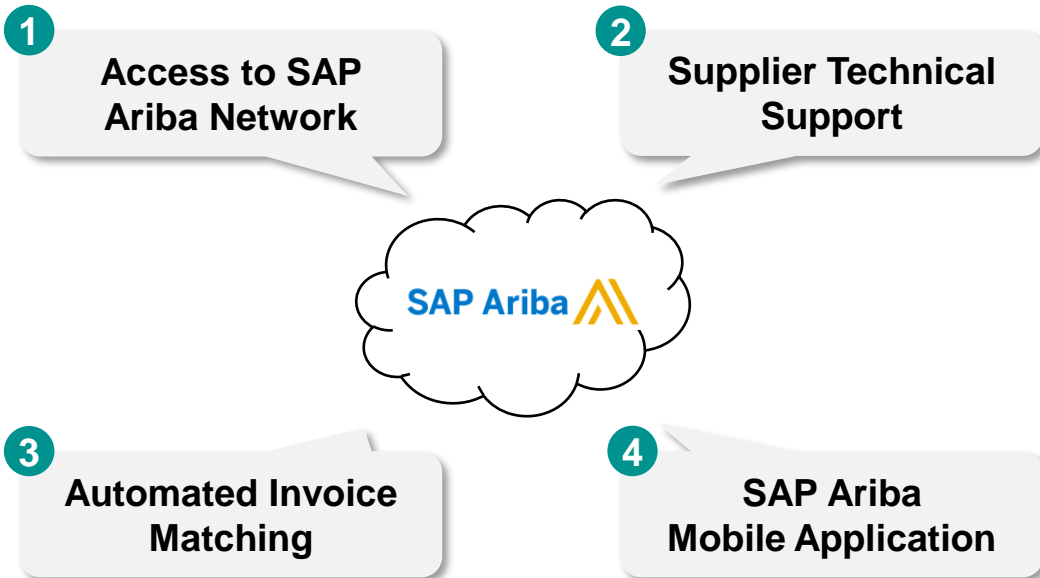 1
Access to SAP
Ariba Network
2
Supplier Technical
Support
SAP Ariba
3
Automated Invoice
Matching
4
SAP Ariba
Mobile Application